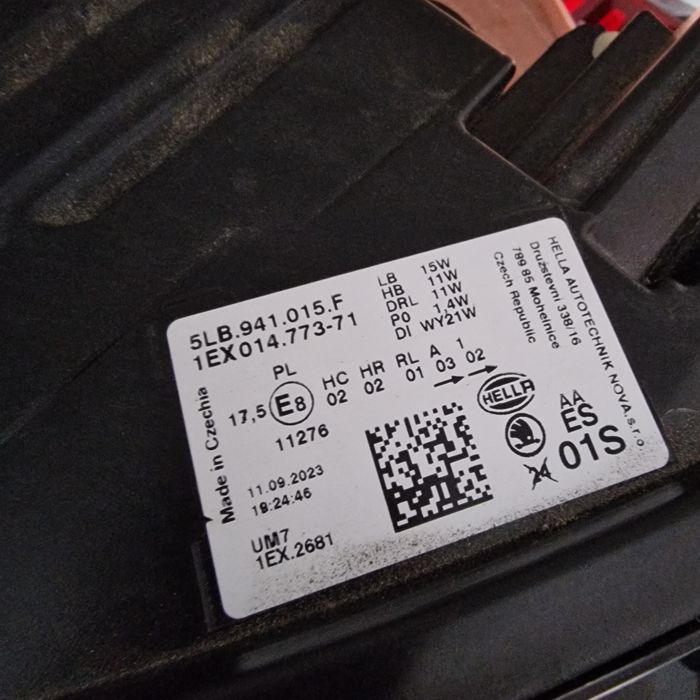 5LB.941.015.F
1EX014.773-71
LB 15W
HB 11W
DRL 11W
PO 1,4W
DI WY21W
HELLA AUTOTECHNIK NOVA.s.r.o.
Družstevní 338/16
789 85 Mohelnice
Czech Republic
Made in Czechia
PL
17,5 E8
11276
HC HR RL A 1
02 02 01 03 02
HELLA
AA
ES
01S
11.09.2023
18:24:46
UM7
1EX.2681